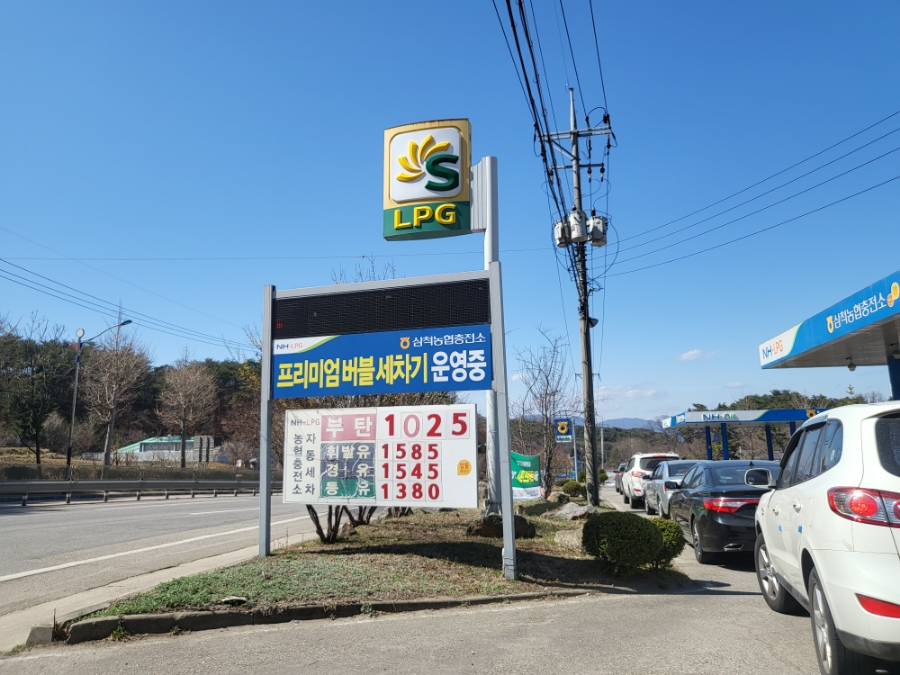 S
LPG
NH-LPG 삼척농협충전소
프리미엄 버블 세차기 운영중
NH-LPG
농협충전소
자동세차
부탄 1025
휘발유 1585
경유 1545
등유 1380
NH-LPG 삼척농협충전소
NH-LPG